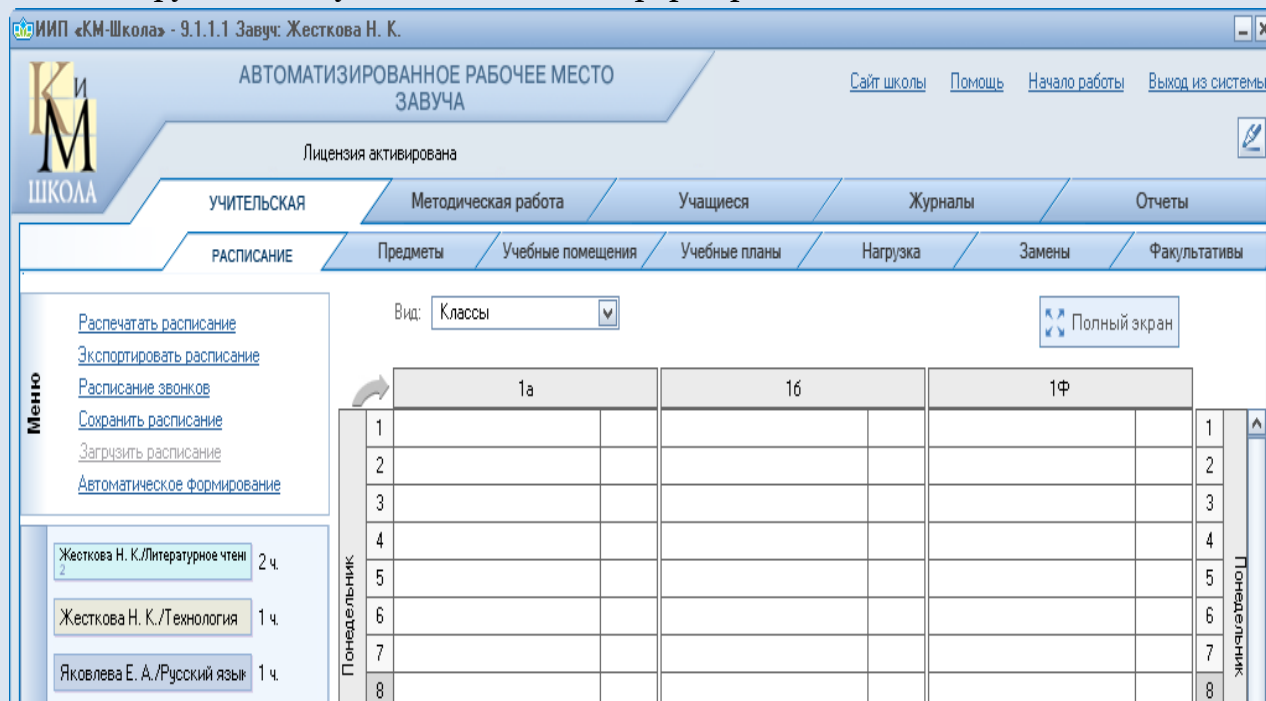 ИИП «КМ-Школа» - 9.1.1.1 Завуч: Жесткова Н. К.
КиМ
ШКОЛА
АВТОМАТИЗИРОВАННОЕ РАБОЧЕЕ МЕСТО
ЗАВУЧА
Сайт школы Помощь Начало работы Выход из системы
Лицензия активирована
УЧИТЕЛЬСКАЯ Методическая работа Учащиеся Журналы Отчеты
РАСПИСАНИЕ Предметы Учебные помещения Учебные планы Нагрузка Замены Факультативы
Меню
Распечатать расписание
Экспортировать расписание
Расписание звонков
Сохранить расписание
Загрузить расписание
Автоматическое формирование
Вид: Классы
Полный экран
1а 1б 1Ф
Понедельник
1 1
2 2
3 3
4 4
5 5
6 6
7 7
8 8
Понедельник
Жесткова Н. К./Литературное чтени 2 ч.
2
Жесткова Н. К./Технология 1 ч.
Яковлева Е. А./Русский язык 1 ч.